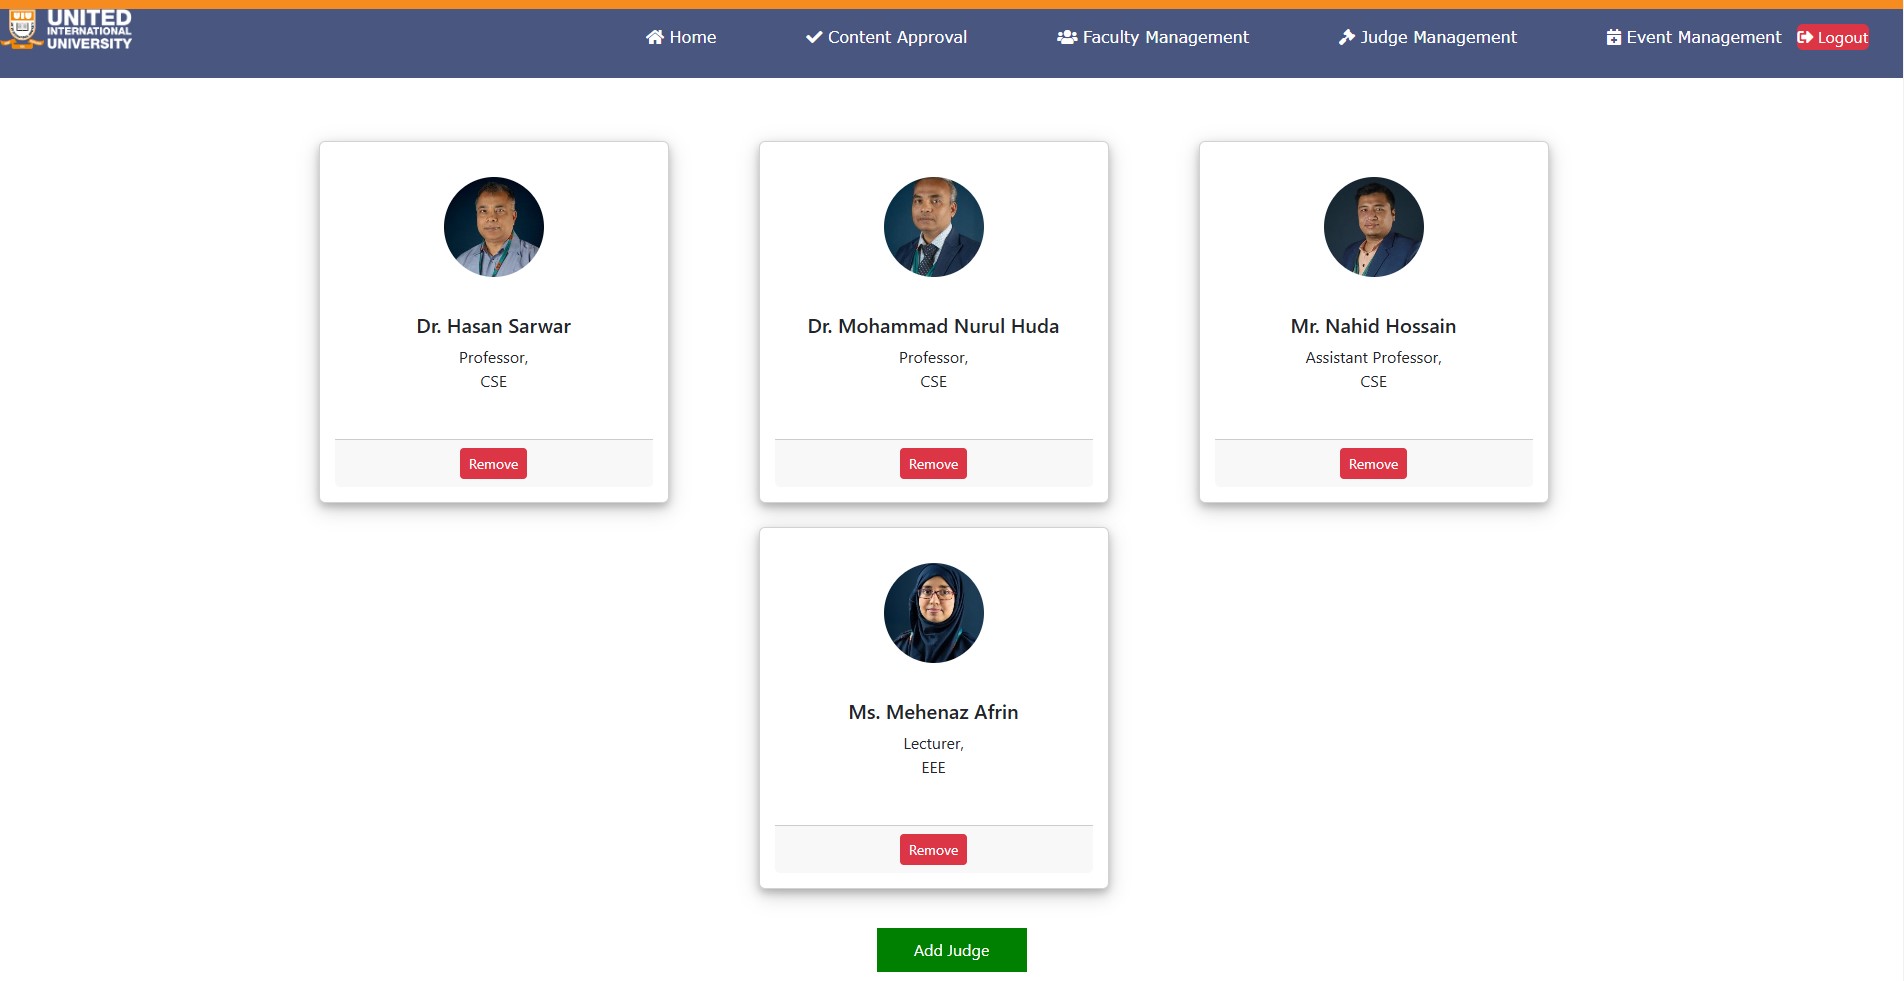 UNITED
INTERNATIONAL
UNIVERSITY
Home
Content Approval
Faculty Management
Judge Management
Event Management
Logout
Dr. Hasan Sarwar
Professor,
CSE
Remove
Dr. Mohammad Nurul Huda
Professor,
CSE
Remove
Mr. Nahid Hossain
Assistant Professor,
CSE
Remove
Ms. Mehenaz Afrin
Lecturer,
EEE
Remove
Add Judge